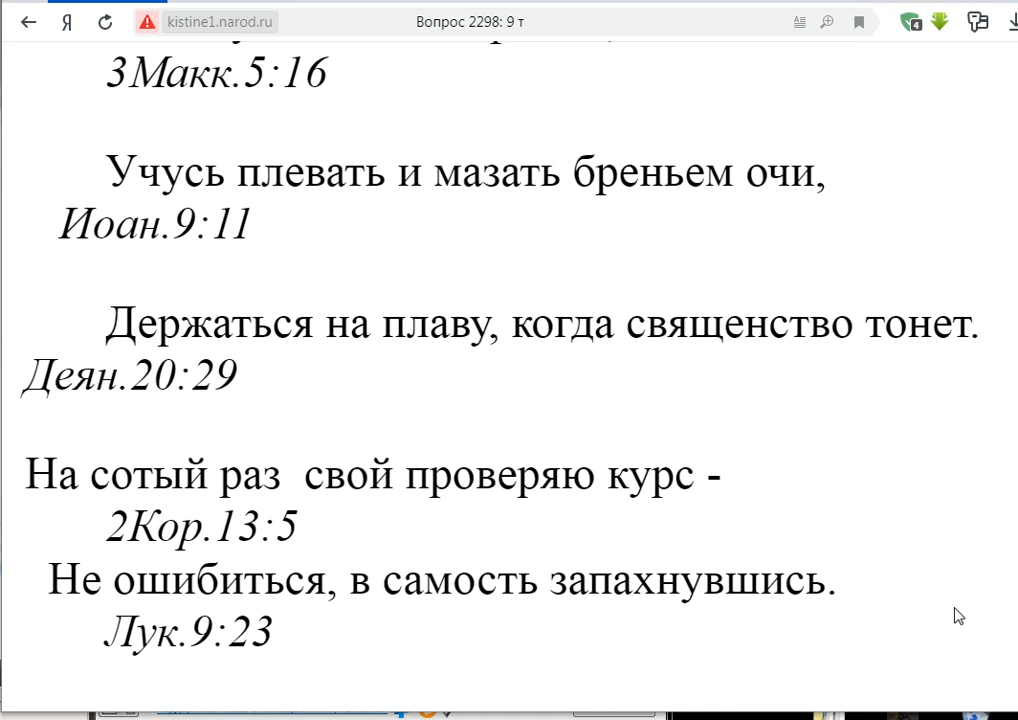 kistine1.narod.ru
Вопрос 2298: 9 т
3Макк.5:16
Учусь плевать и мазать бреньем очи,
Иоан.9:11
Держаться на плаву, когда священство тонет.
Деян.20:29
На сотый раз свой проверяю курс -
2Кор.13:5
Не ошибиться, в самость запахнувшись.
Лук.9:23